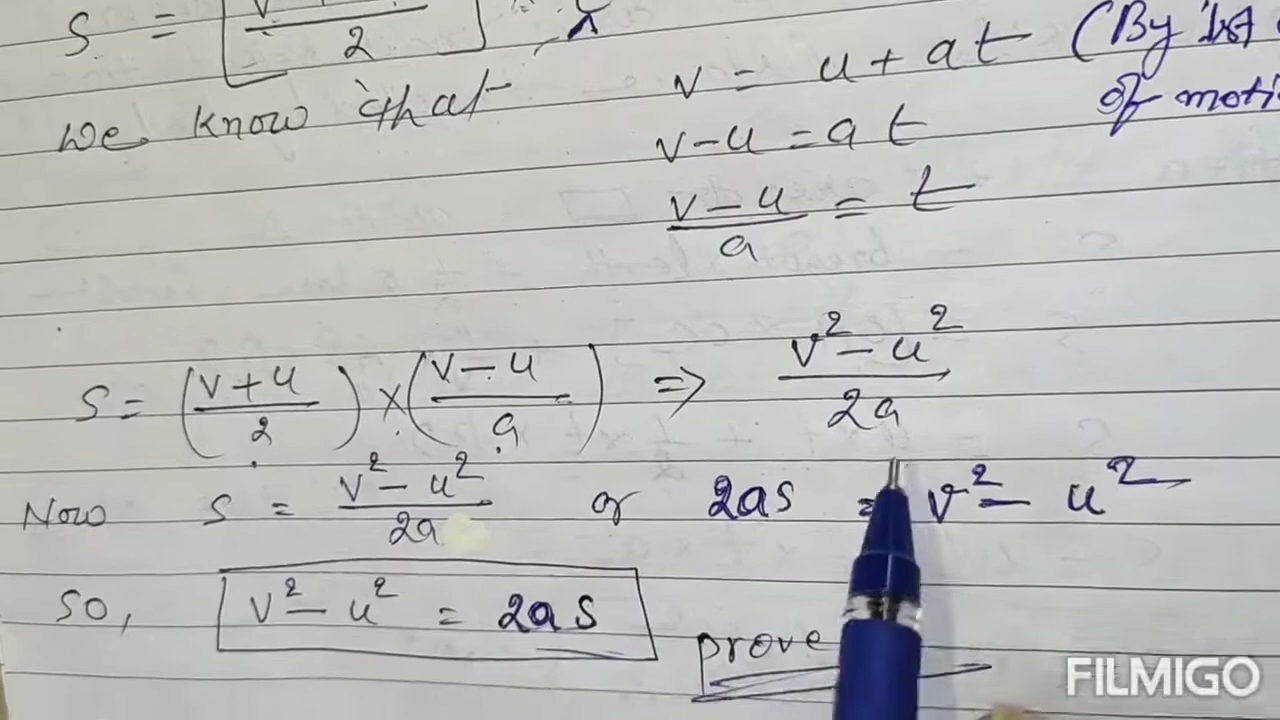 S = [ / 2 ]
We know that v = u + at (By 1st
of moti
v - u = at
v - u / a = t
S = (v + u / 2) × (v - u / a) => v² - u² / 2a
Now S = v² - u² / 2a or 2as = v² - u²
SO, v² - u² = 2as
prove
FILMIGO